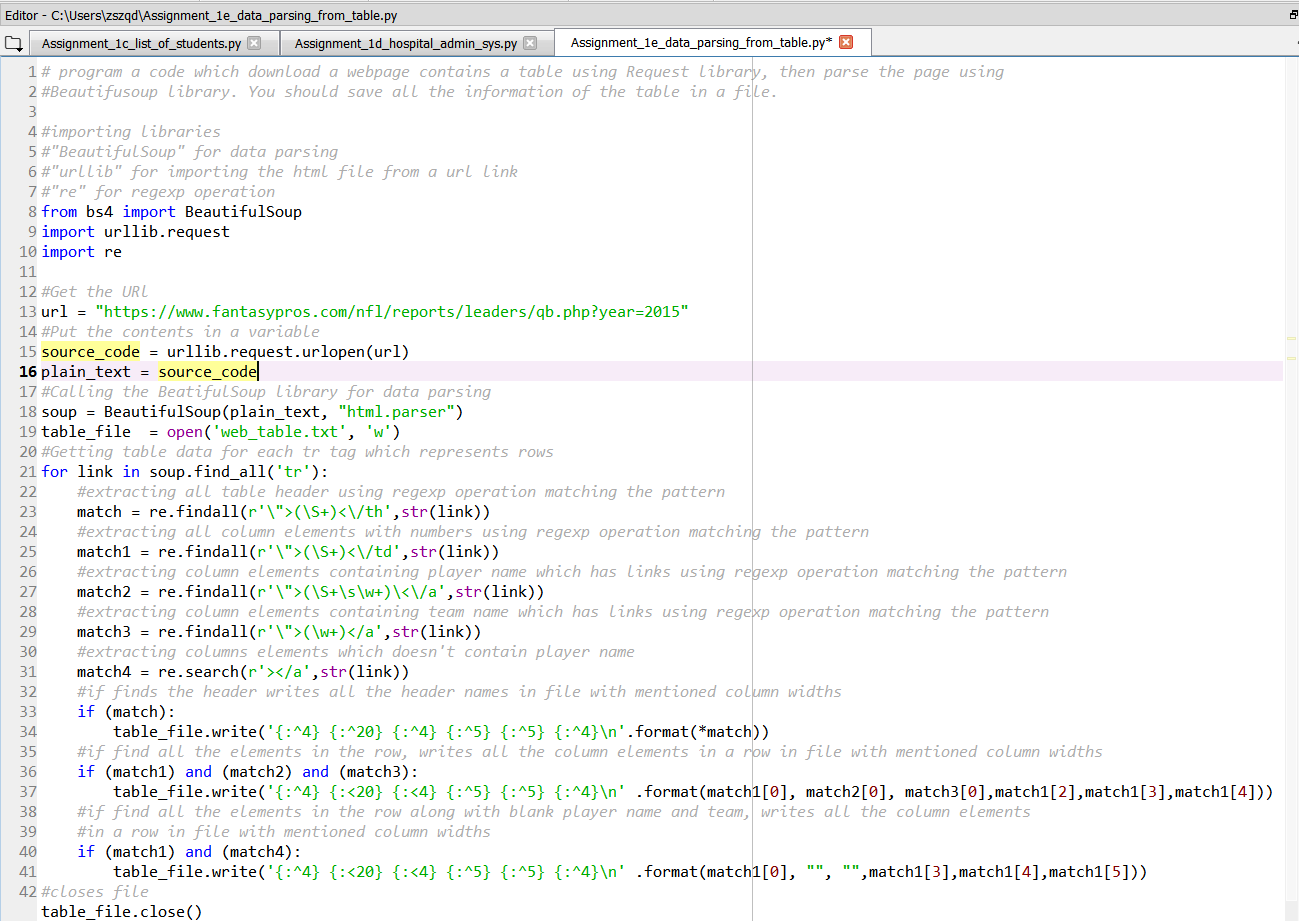 Editor - C:\Users\zszqd\Assignment_1e_data_parsing_from_table.py
Assignment_1c_list_of_students.py Assignment_1d_hospital_admin_sys.py Assignment_1e_data_parsing_from_table.py*
1 # program a code which download a webpage contains a table using Request library, then parse the page using
2 #Beautifusoup library. You should save all the information of the table in a file.
3
4 #importing libraries
5 #"BeautifulSoup" for data parsing
6 #"urllib" for importing the html file from a url link
7 #"re" for regexp operation
8 from bs4 import BeautifulSoup
9 import urllib.request
10 import re
11
12 #Get the URl
13 url = "https://www.fantasypros.com/nfl/reports/leaders/qb.php?year=2015"
14 #Put the contents in a variable
15 source_code = urllib.request.urlopen(url)
16 plain_text = source_code
17 #Calling the BeatifulSoup library for data parsing
18 soup = BeautifulSoup(plain_text, "html.parser")
19 table_file  = open('web_table.txt', 'w')
20 #Getting table data for each tr tag which represents rows
21 for link in soup.find_all('tr'):
22     #extracting all table header using regexp operation matching the pattern
23     match = re.findall(r'\">(\S+)<\/th',str(link))
24     #extracting all column elements with numbers using regexp operation matching the pattern
25     match1 = re.findall(r'\">(\S+)<\/td',str(link))
26     #extracting column elements containing player name which has links using regexp operation matching the pattern
27     match2 = re.findall(r'\">(\S+\s\w+)\<\/a',str(link))
28     #extracting column elements containing team name which has links using regexp operation matching the pattern
29     match3 = re.findall(r'\">(\w+)</a',str(link))
30     #extracting columns elements which doesn't contain player name
31     match4 = re.search(r'></a',str(link))
32     #if finds the header writes all the header names in file with mentioned column widths
33     if (match):
34         table_file.write('{:^4} {:^20} {:^4} {:^5} {:^5} {:^4}\n'.format(*match))
35     #if find all the elements in the row, writes all the column elements in a row in file with mentioned column widths
36     if (match1) and (match2) and (match3):
37         table_file.write('{:^4} {:<20} {:<4} {:^5} {:^5} {:^4}\n' .format(match1[0], match2[0], match3[0],match1[2],match1[3],match1[4]))
38     #if find all the elements in the row along with blank player name and team, writes all the column elements
39     #in a row in file with mentioned column widths
40     if (match1) and (match4):
41         table_file.write('{:^4} {:<20} {:<4} {:^5} {:^5} {:^4}\n' .format(match1[0], "", "",match1[3],match1[4],match1[5]))
42 #closes file
table_file.close()